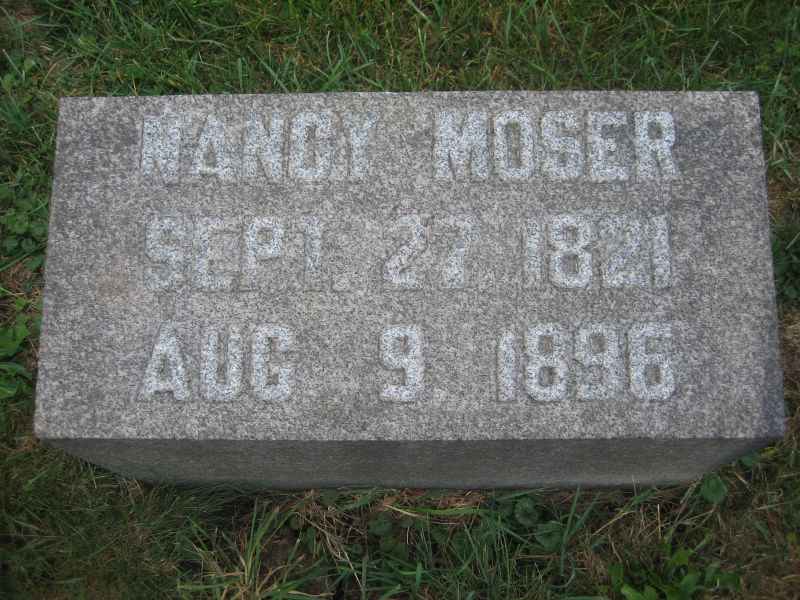 NANCY MOSER
SEPT. 27, 1821
AUG 9 1896